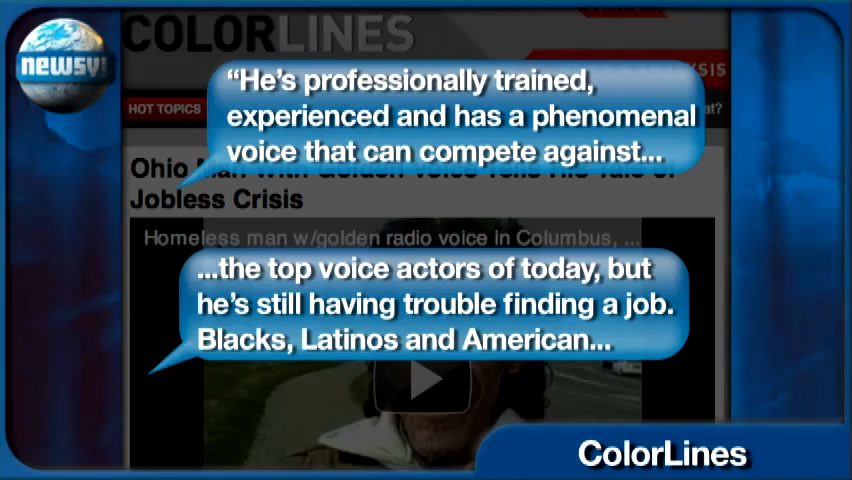 COLORLINES
newsy
HOT TOPICS
“He's professionally trained,
experienced and has a phenomenal
voice that can compete against...
Ohio Man With Golden Voice Tells His Tale of
Jobless Crisis
Homeless man w/golden radio voice in Columbus, ...
...the top voice actors of today, but
he's still having trouble finding a job.
Blacks, Latinos and American...
ColorLines